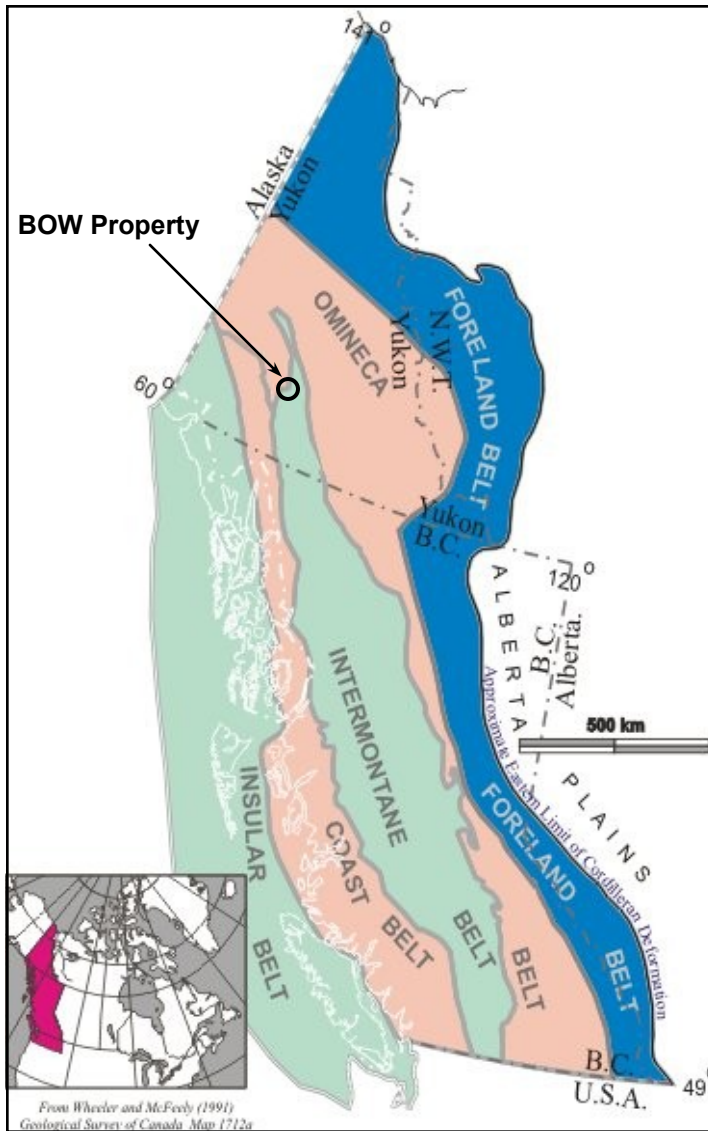 141°
Alaska
Yukon
BOW Property
OMINECA
N.W.T.
Yukon
FORELAND BELT
60°
Yukon
B.C.
120°
ALBERTA PLAINS
B.C.
Alberta.
Approximate Eastern Limit of Cordilleran Deformation
500 km
INTERMONTANE BELT
INSULAR BELT
COAST BELT
FORELAND BELT
BELT
B.C.
U.S.A.
49°
From Wheeler and McFeely (1991)
Geological Survey of Canada Map 1712a